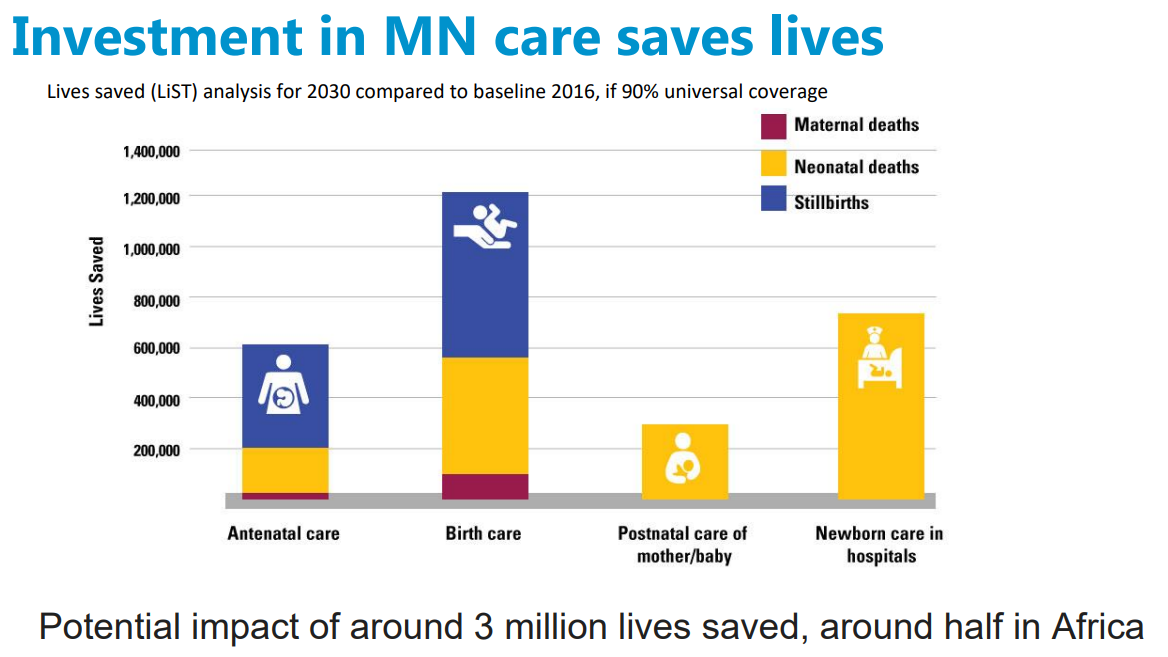 Investment in MN care saves lives
Lives saved (LiST) analysis for 2030 compared to baseline 2016, if 90% universal coverage
Maternal deaths
Neonatal deaths
Stillbirths
Lives Saved
1,400,000
1,200,000
1,000,000
800,000
600,000
400,000
200,000
Antenatal care
Birth care
Postnatal care of
mother/baby
Newborn care in
hospitals
Potential impact of around 3 million lives saved, around half in Africa